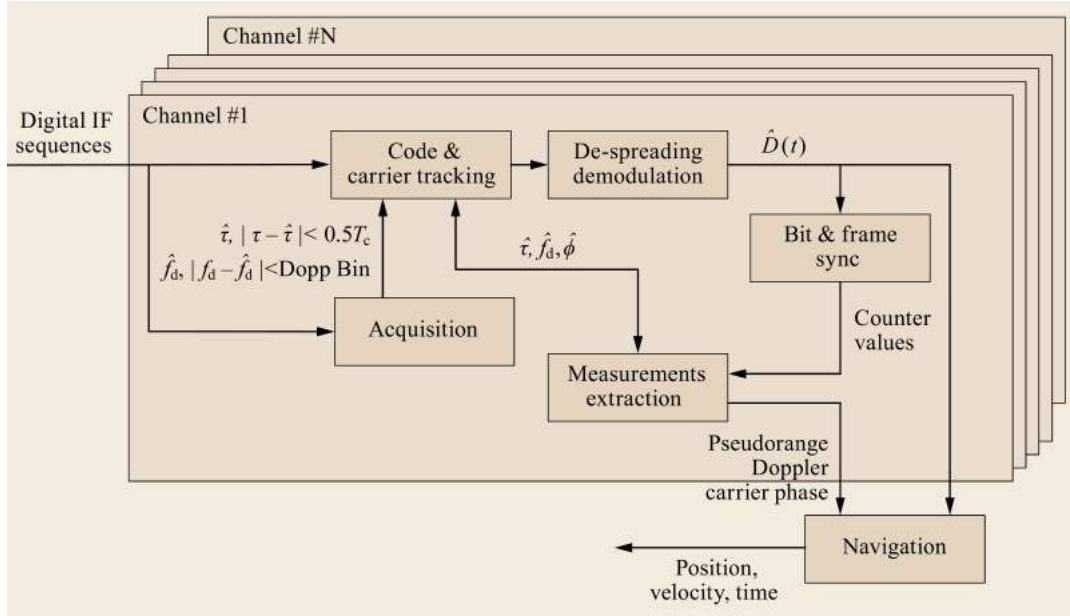 Channel #N
Channel #1
Digital IF
sequences
Code &
carrier tracking
De-spreading
demodulation
D̂(t)
τ̂, | τ – τ̂ |< 0.5T_c
f̂_d, | f_d – f̂_d |<Dopp Bin
τ̂, f̂_d, ϕ̂
Bit & frame
sync
Acquisition
Counter
values
Measurements
extraction
Pseudorange
Doppler
carrier phase
Navigation
Position,
velocity, time